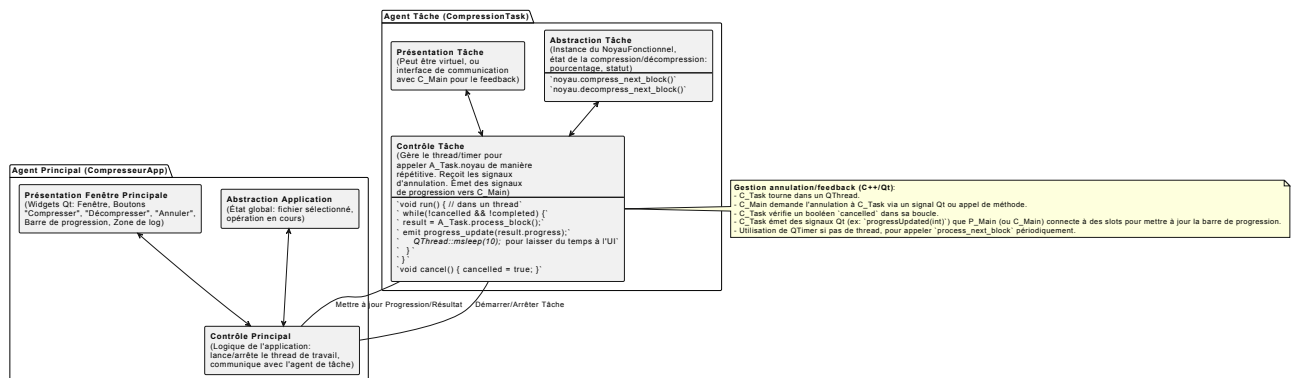 Agent Tâche (CompressionTask)
Présentation Tâche
(Peut être virtuel, ou
interface de communication
avec C_Main pour le feedback)
Abstraction Tâche
(Instance du NoyauFonctionnel,
état de la compression/décompression:
pourcentage, statut)
`noyau.compress_next_block()`
`noyau.decompress_next_block()`
Contrôle Tâche
(Gère le thread/timer pour
appeler A_Task.noyau de manière
répétitive. Reçoit les signaux
d'annulation. Émet des signaux
de progression vers C_Main)
`void run() { // dans un thread`
` while(!cancelled && !completed) {`
` result = A_Task.process_block();`
` emit progress_update(result.progress);`
` QThread::msleep(10); pour laisser du temps à l'UI`
` }`
`}`
`void cancel() { cancelled = true; }`
Gestion annulation/feedback (C++/Qt):
- C_Task tourne dans un QThread.
- C_Main demande l'annulation à C_Task via un signal Qt ou appel de méthode.
- C_Task vérifie un booléen `cancelled` dans sa boucle.
- C_Task émet des signaux Qt (ex: `progressUpdated(int)`) que P_Main (ou C_Main) connecte à des slots pour mettre à jour la barre de progression.
- Utilisation de QTimer si pas de thread, pour appeler `process_next_block` périodiquement.
Agent Principal (CompresseurApp)
Présentation Fenêtre Principale
(Widgets Qt: Fenêtre, Boutons
"Compresser", "Décompresser", "Annuler",
Barre de progression, Zone de log)
Abstraction Application
(État global: fichier sélectionné,
opération en cours)
Mettre à jour Progression/Résultat
Démarrer/Arrêter Tâche
Contrôle Principal
(Logique de l'application:
lance/arrête le thread de travail,
communique avec l'agent de tâche)